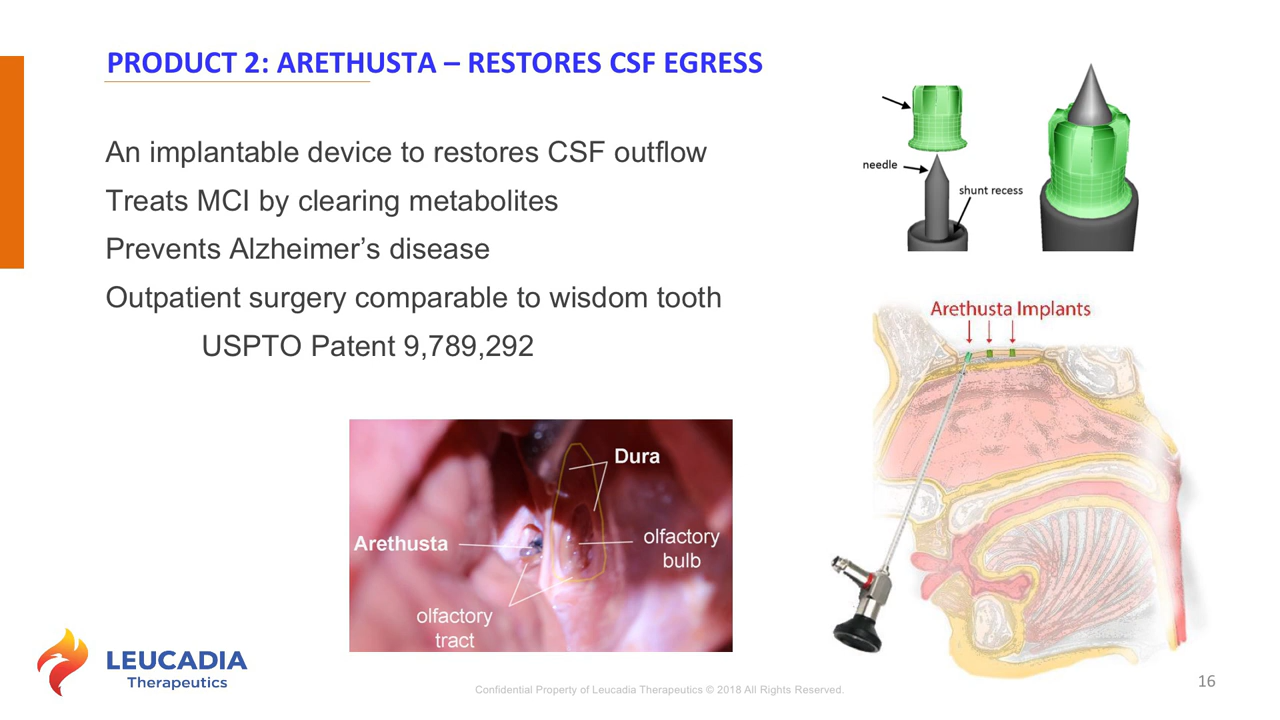 PRODUCT 2: ARETHUSTA – RESTORES CSF EGRESS
An implantable device to restores CSF outflow
Treats MCI by clearing metabolites
Prevents Alzheimer’s disease
Outpatient surgery comparable to wisdom tooth
USPTO Patent 9,789,292
needle
shunt recess
Arethusta Implants
Dura
Arethusta
olfactory
bulb
olfactory
tract
LEUCADIA
Therapeutics
Confidential Property of Leucadia Therapeutics © 2018 All Rights Reserved.
16